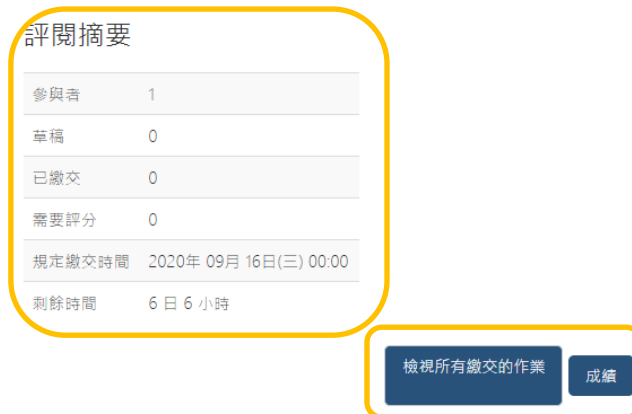 評閱摘要
參與者 1
草稿 0
已繳交 0
需要評分 0
規定繳交時間 2020年 09月 16日(三) 00:00
剩餘時間 6 日 6 小時
檢視所有繳交的作業 成績